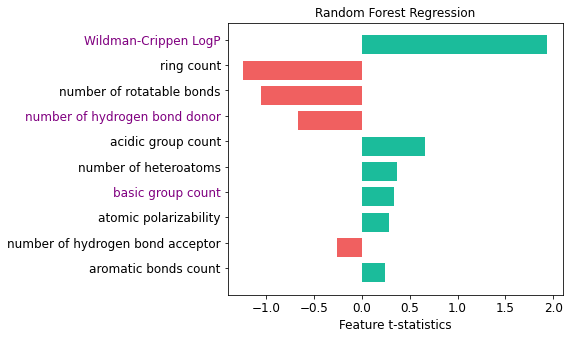 Random Forest Regression
Wildman-Crippen LogP
ring count
number of rotatable bonds
number of hydrogen bond donor
acidic group count
number of heteroatoms
basic group count
atomic polarizability
number of hydrogen bond acceptor
aromatic bonds count
−1.0 −0.5 0.0 0.5 1.0 1.5 2.0
Feature t-statistics